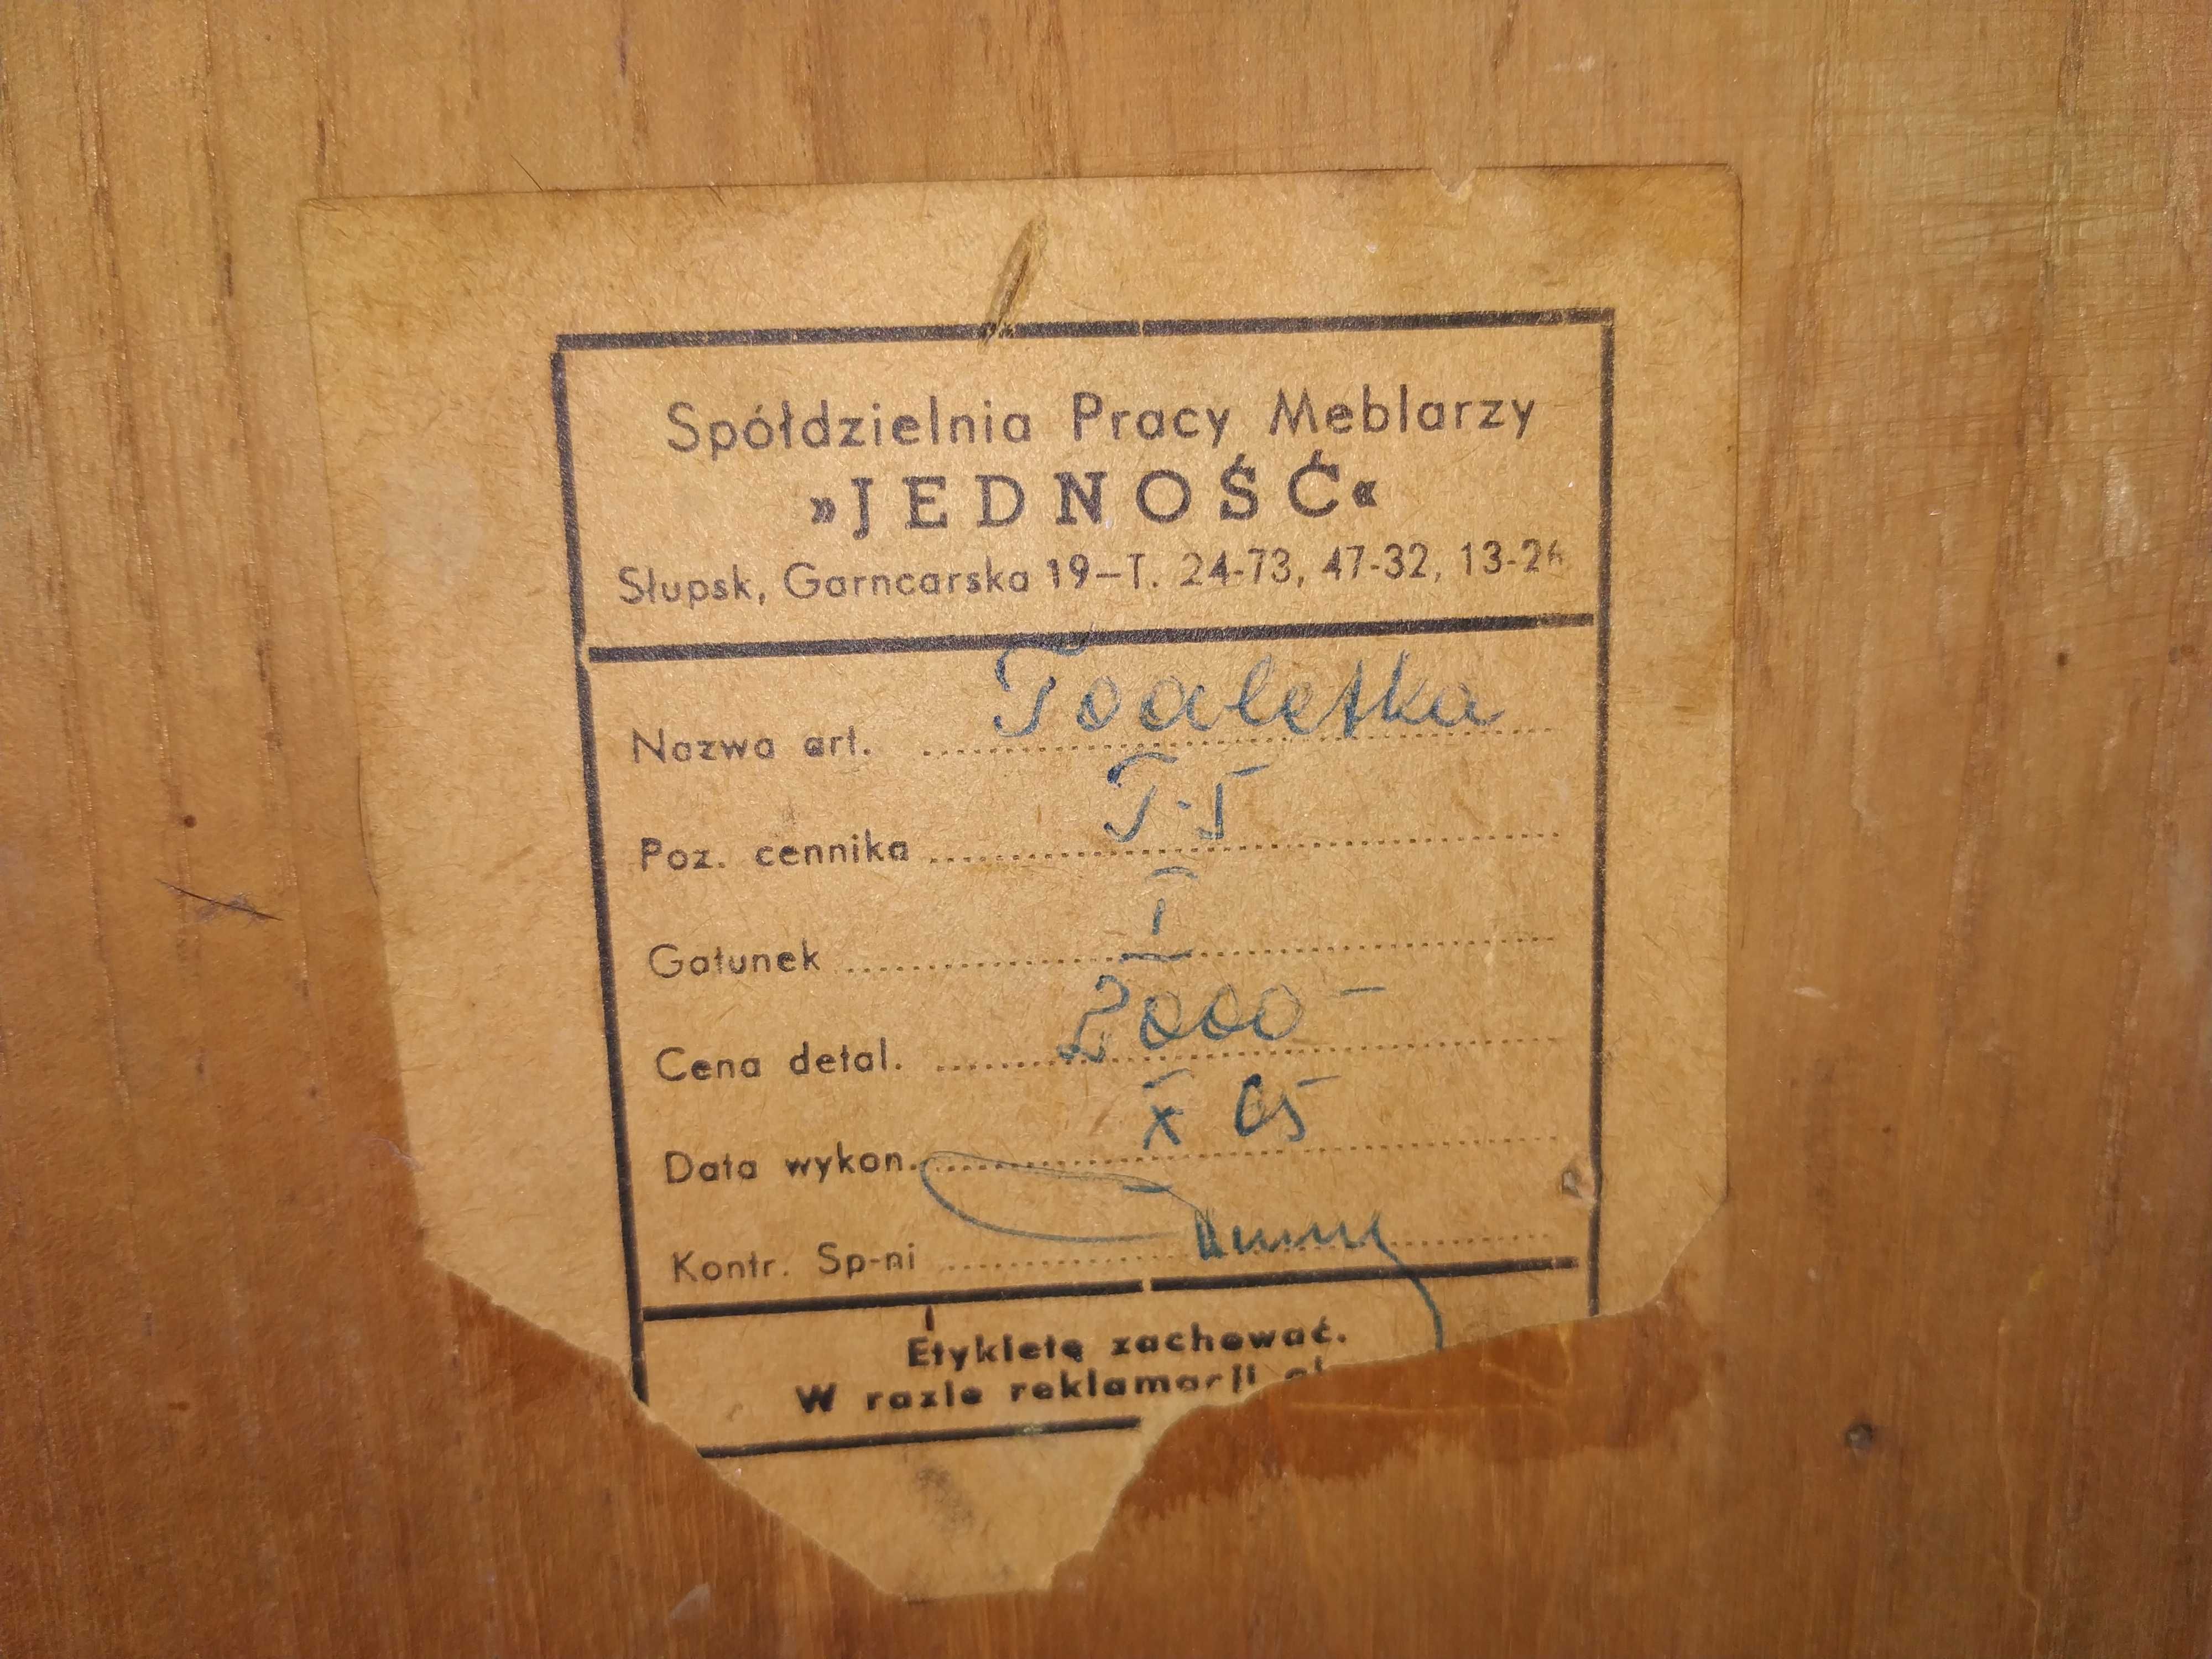 Spółdzielnia Pracy Meblarzy
»JEDNOŚĆ«
Słupsk, Garncarska 19–T. 24-73, 47-32, 13-26
Nazwa art. Toaletka
Poz. cennika T-I
Gatunek I
Cena detal. 2000 –
Data wykon. X 65
Kontr. Sp-ni
Etykietę zachować.
W razie reklamacji